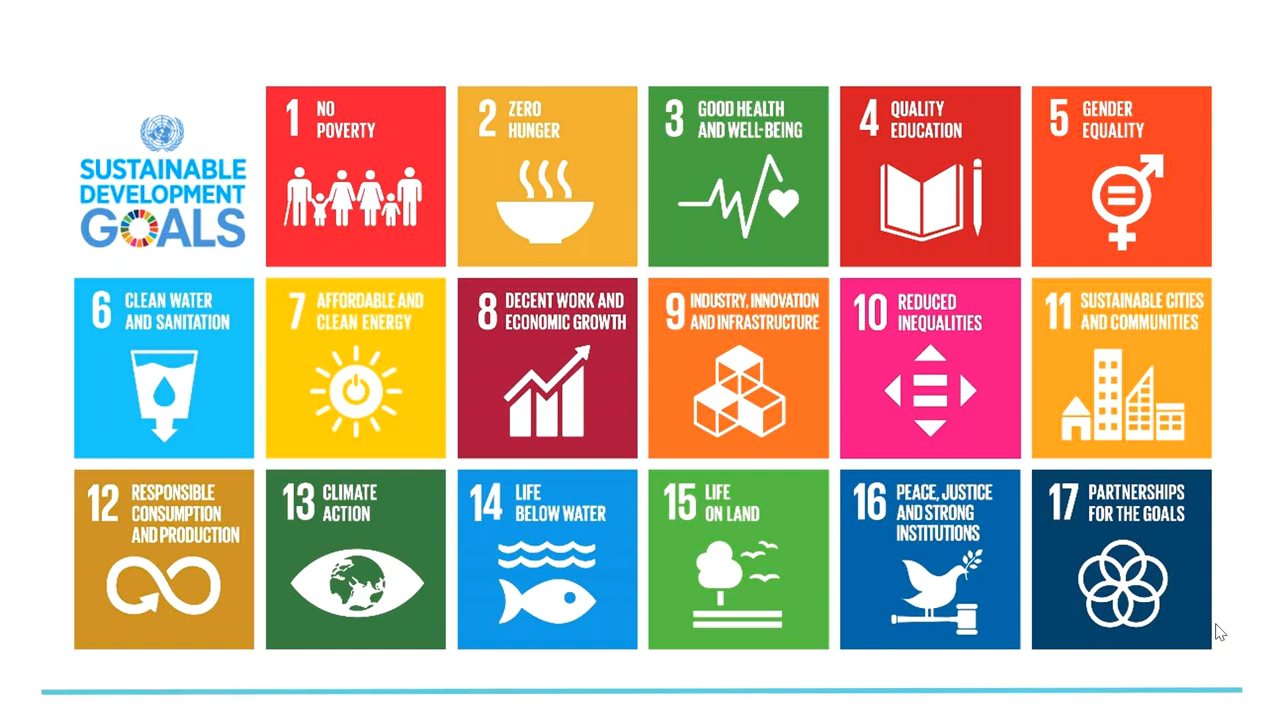 SUSTAINABLE
DEVELOPMENT
GOALS
1 NO
POVERTY
2 ZERO
HUNGER
3 GOOD HEALTH
AND WELL-BEING
4 QUALITY
EDUCATION
5 GENDER
EQUALITY
6 CLEAN WATER
AND SANITATION
7 AFFORDABLE AND
CLEAN ENERGY
8 DECENT WORK AND
ECONOMIC GROWTH
9 INDUSTRY, INNOVATION
AND INFRASTRUCTURE
10 REDUCED
INEQUALITIES
11 SUSTAINABLE CITIES
AND COMMUNITIES
12 RESPONSIBLE
CONSUMPTION
AND PRODUCTION
13 CLIMATE
ACTION
14 LIFE
BELOW WATER
15 LIFE
ON LAND
16 PEACE, JUSTICE
AND STRONG
INSTITUTIONS
17 PARTNERSHIPS
FOR THE GOALS